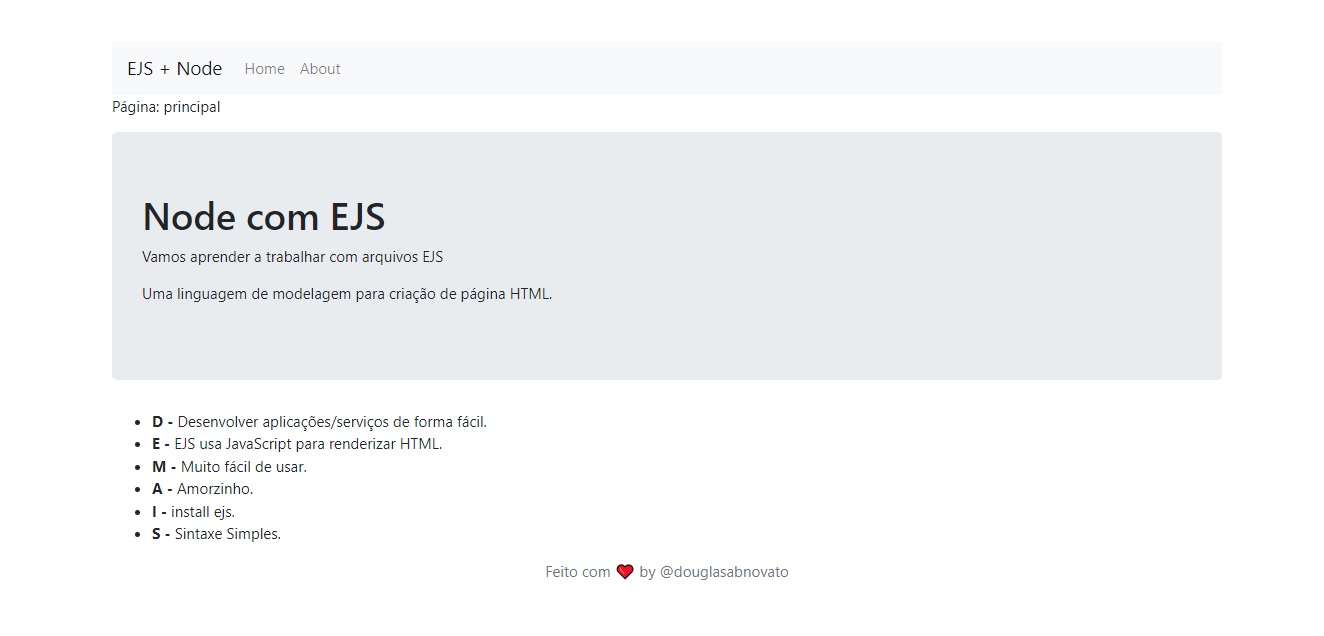 EJS + Node Home About
Página: principal
Node com EJS
Vamos aprender a trabalhar com arquivos EJS
Uma linguagem de modelagem para criação de página HTML.
D - Desenvolver aplicações/serviços de forma fácil.
E - EJS usa JavaScript para renderizar HTML.
M - Muito fácil de usar.
A - Amorzinho.
I - install ejs.
S - Sintaxe Simples.
Feito com ❤ by @douglasabnovato